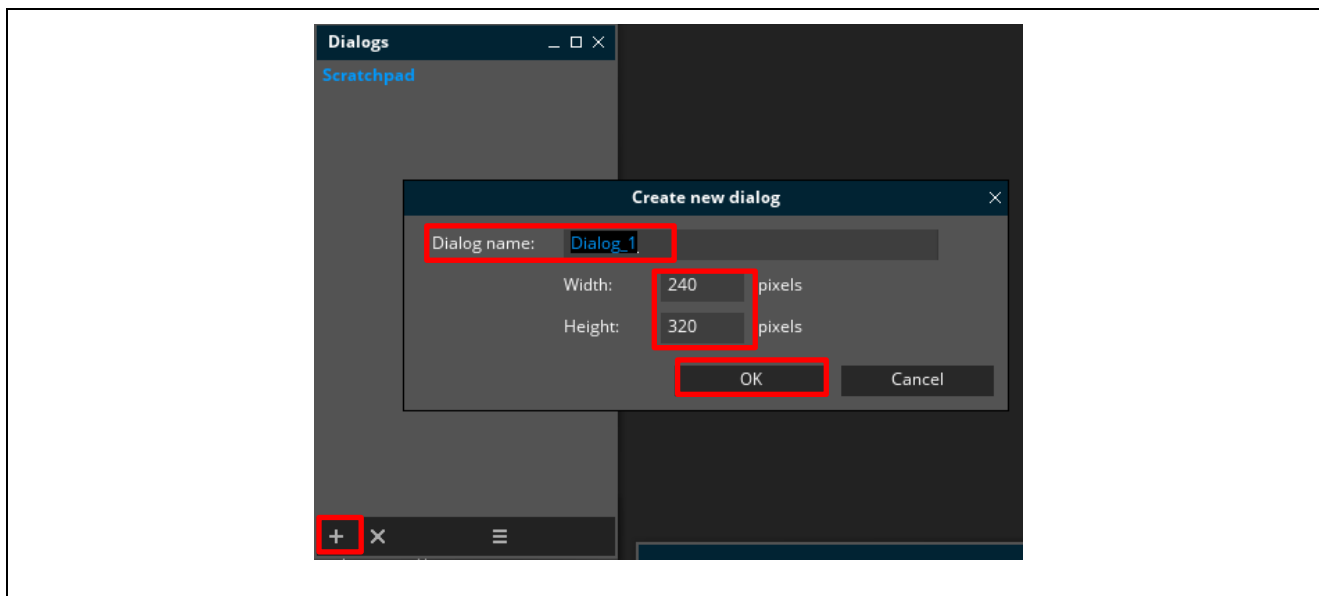 Dialogs
Scratchpad
Create new dialog
Dialog name: Dialog_1
Width: 240 pixels
Height: 320 pixels
OK Cancel